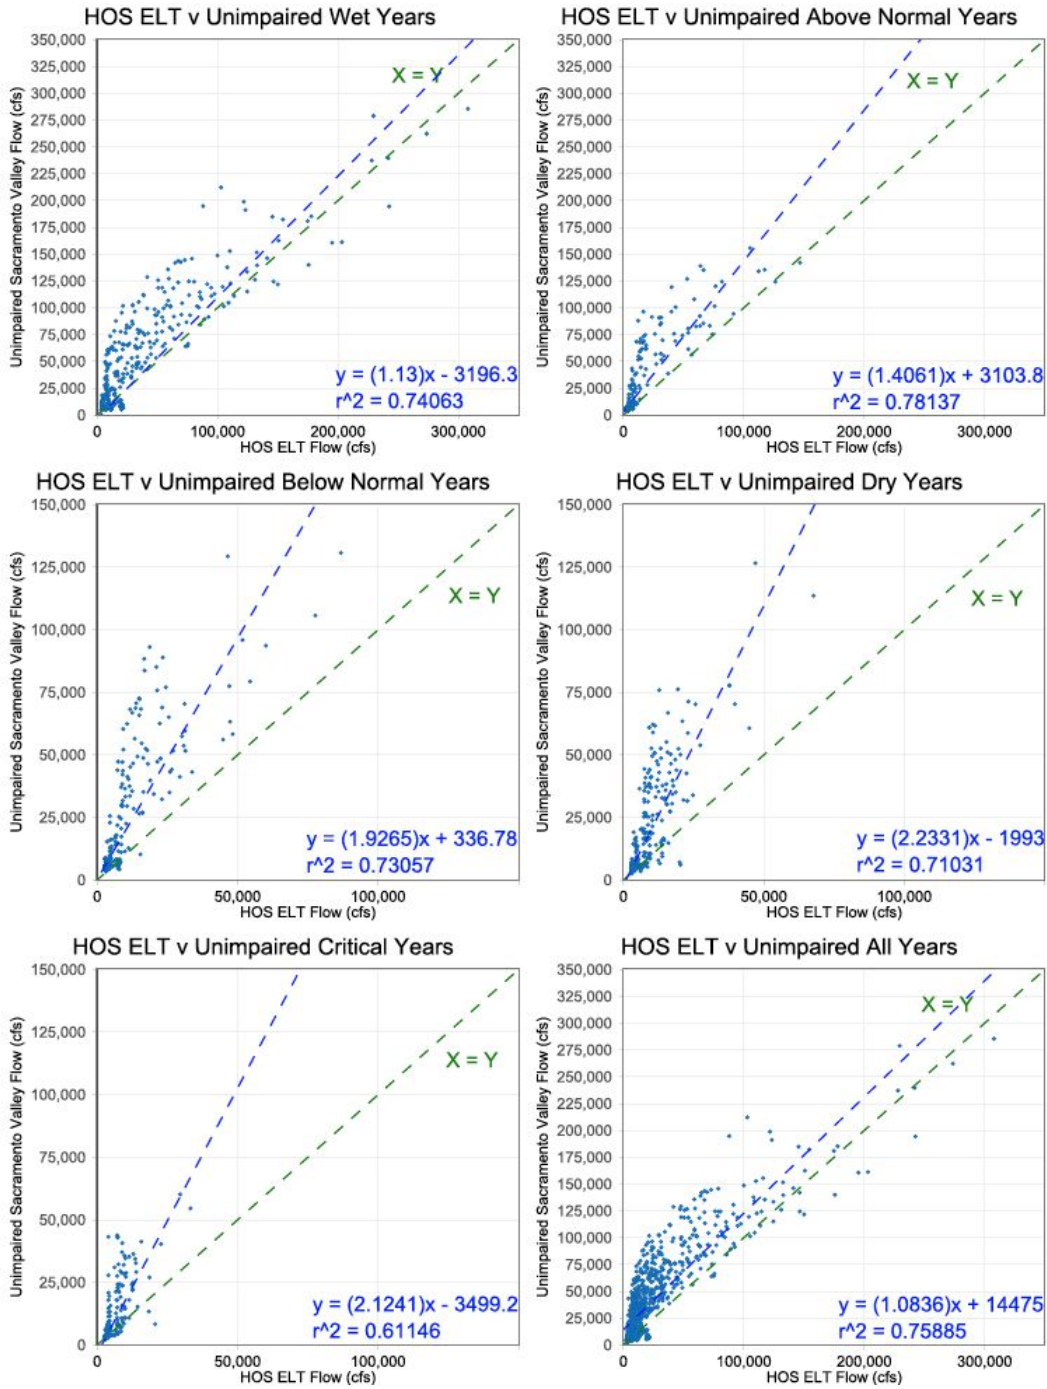 HOS ELT v Unimpaired Wet Years
350,000
325,000
300,000
275,000
250,000
225,000
200,000
175,000
150,000
125,000
100,000
75,000
50,000
25,000
0
Unimpaired Sacramento Valley Flow (cfs)
X = Y
y = (1.13)x - 3196.3
r^2 = 0.74063
0 100,000 200,000 300,000
HOS ELT Flow (cfs)
HOS ELT v Unimpaired Above Normal Years
350,000
325,000
300,000
275,000
250,000
225,000
200,000
175,000
150,000
125,000
100,000
75,000
50,000
25,000
0
Unimpaired Sacramento Valley Flow (cfs)
X = Y
y = (1.4061)x + 3103.8
r^2 = 0.78137
0 100,000 200,000 300,000
HOS ELT Flow (cfs)
HOS ELT v Unimpaired Below Normal Years
150,000
125,000
100,000
75,000
50,000
25,000
0
Unimpaired Sacramento Valley Flow (cfs)
X = Y
y = (1.9265)x + 336.78
r^2 = 0.73057
0 50,000 100,000
HOS ELT Flow (cfs)
HOS ELT v Unimpaired Dry Years
150,000
125,000
100,000
75,000
50,000
25,000
0
Unimpaired Sacramento Valley Flow (cfs)
X = Y
y = (2.2331)x - 1993
r^2 = 0.71031
0 50,000 100,000
HOS ELT Flow (cfs)
HOS ELT v Unimpaired Critical Years
150,000
125,000
100,000
75,000
50,000
25,000
0
Unimpaired Sacramento Valley Flow (cfs)
X = Y
y = (2.1241)x - 3499.2
r^2 = 0.61146
0 50,000 100,000
HOS ELT Flow (cfs)
HOS ELT v Unimpaired All Years
350,000
325,000
300,000
275,000
250,000
225,000
200,000
175,000
150,000
125,000
100,000
75,000
50,000
25,000
0
Unimpaired Sacramento Valley Flow (cfs)
X = Y
y = (1.0836)x + 14475
r^2 = 0.75885
0 100,000 200,000 300,000
HOS ELT Flow (cfs)